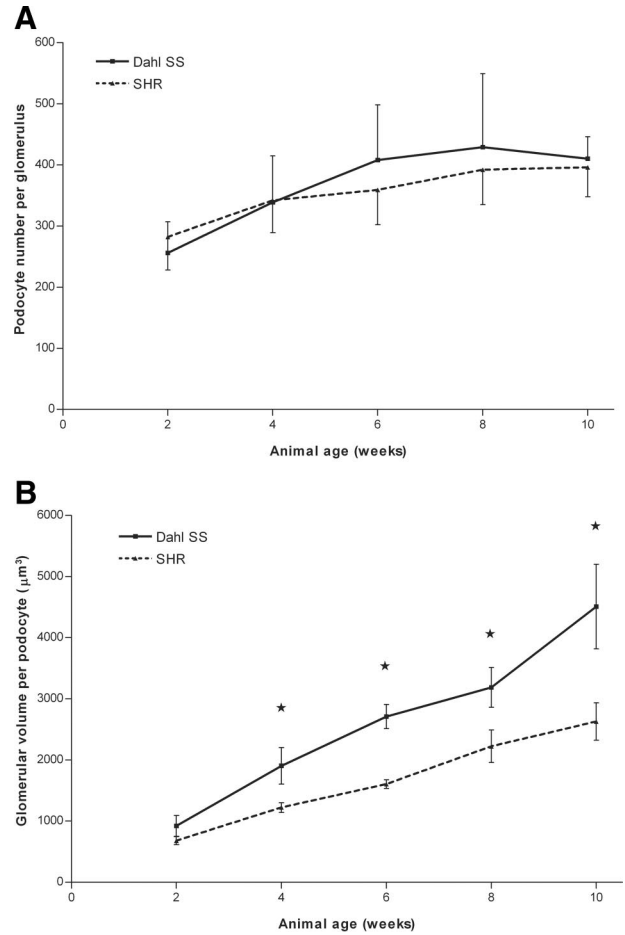 A
600
500
400
300
200
100
0
Dahl SS
SHR
Podocyte number per glomerulus
0 2 4 6 8 10
Animal age (weeks)
B
6000
5000
4000
3000
2000
1000
0
Dahl SS
SHR
Glomerular volume per podocyte (μm³)
0 2 4 6 8 10
Animal age (weeks)